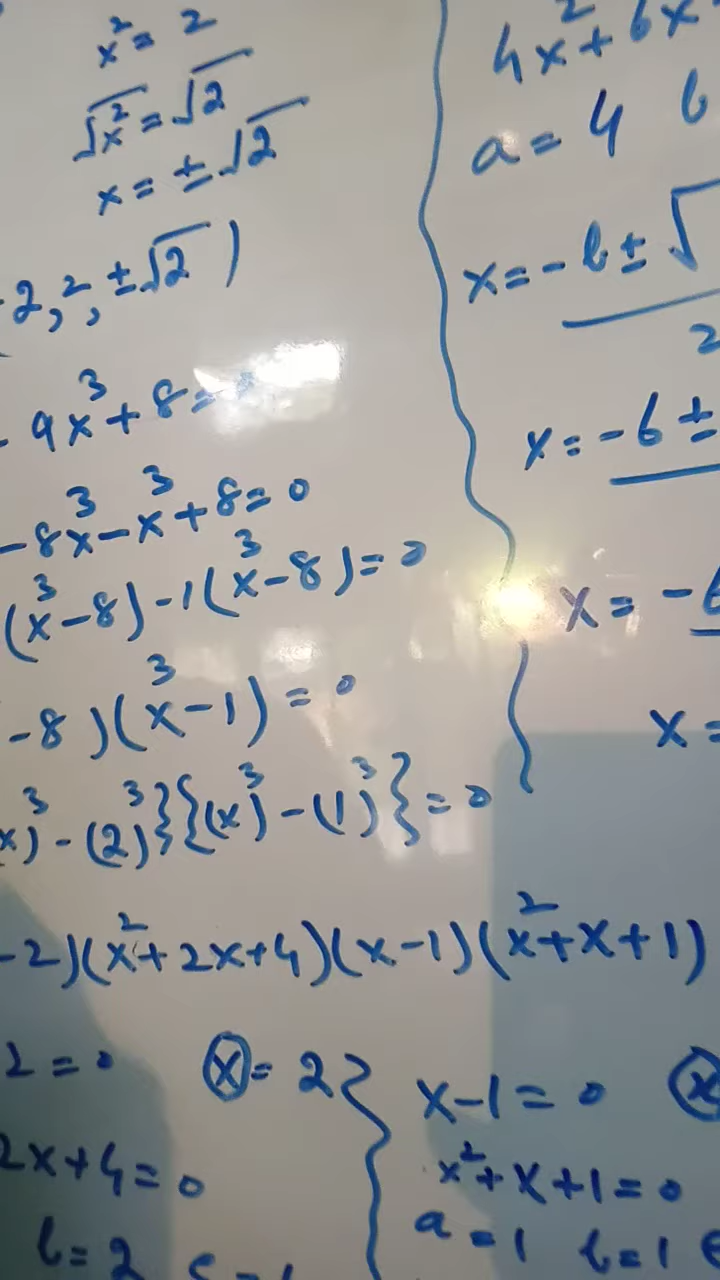 x² = 2
√x² = √2
x = ± √2
-2, 2, ±√2 )
- 9x³ + 8 =
- 8x³ - x³ + 8 = 0
(x³ - 8) - 1(x³ - 8) = 0
- 8)(x³ - 1) = 0
x)³ - (2)³}{(x)³ - (1)³} = 0
- 2)(x² + 2x + 4)(x - 1)(x² + x + 1)
2 = 0 x = 2
2x + 4 = 0
b = 2
x - 1 = 0 x
x² + x + 1 = 0
a = 1 b = 1
4x² + 6x
a = 4 b
x = - b ± √
2
x = - 6 ±
x = - 6
x =